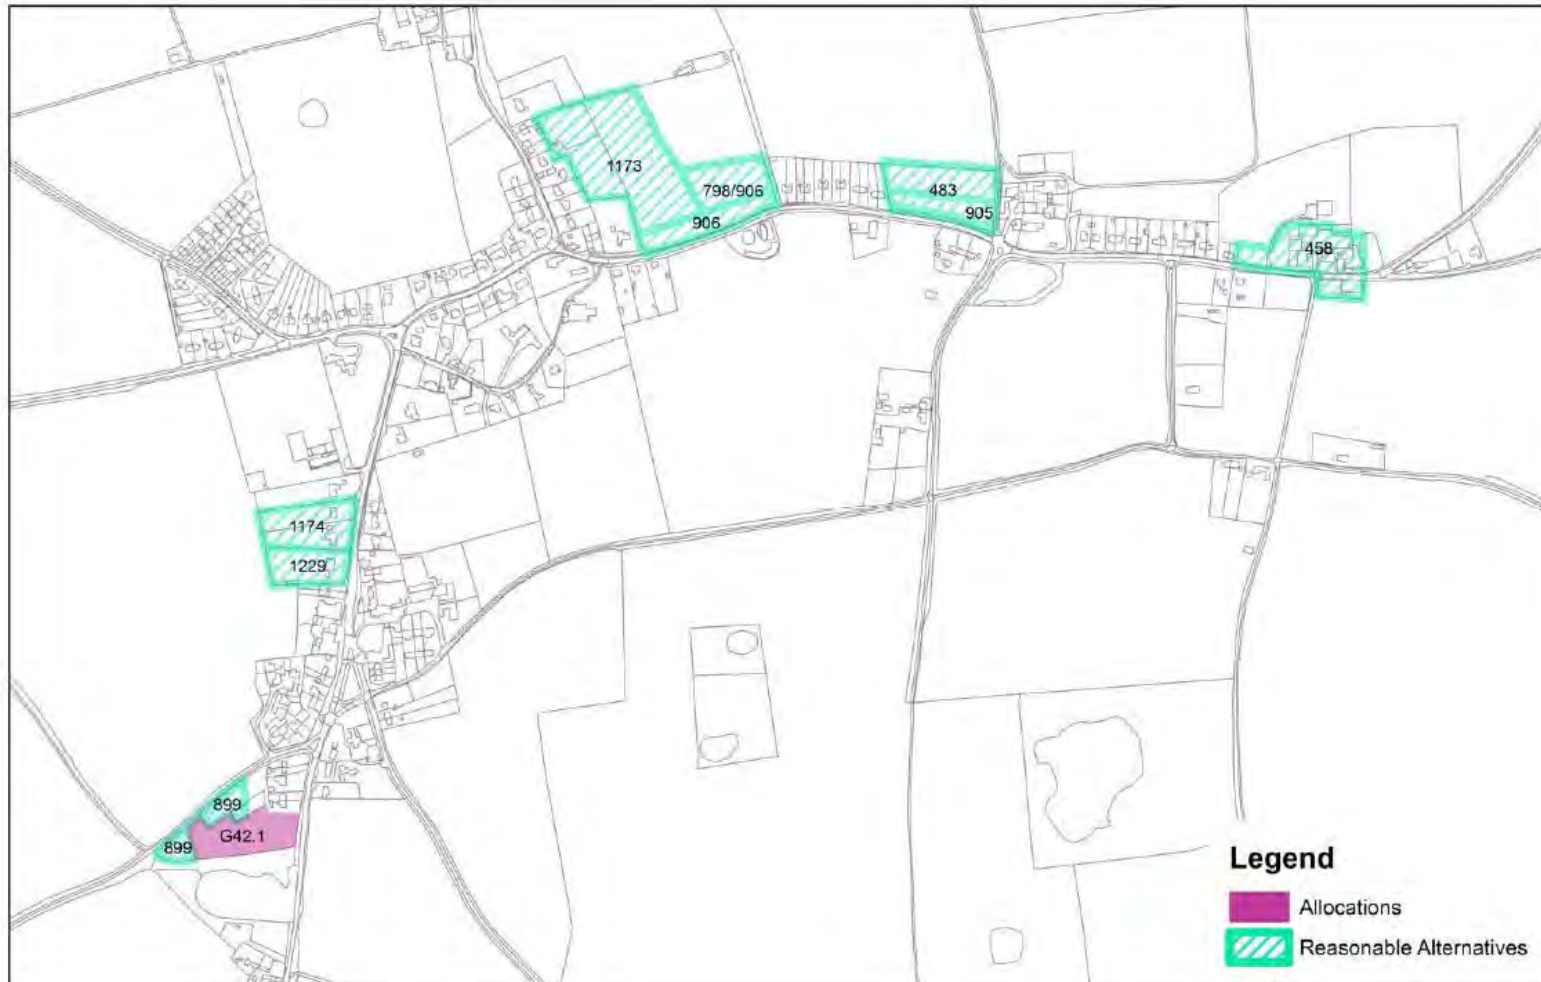 1173
798/906
906
483
905
458
1174
1229
899
G42.1
899
Legend
Allocations
Reasonable Alternatives